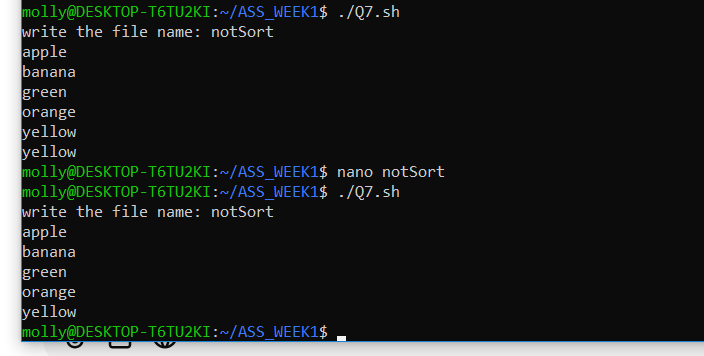 molly@DESKTOP-T6TU2KI:~/ASS_WEEK1$ ./Q7.sh
write the file name: notSort
apple
banana
green
orange
yellow
yellow
molly@DESKTOP-T6TU2KI:~/ASS_WEEK1$ nano notSort
molly@DESKTOP-T6TU2KI:~/ASS_WEEK1$ ./Q7.sh
write the file name: notSort
apple
banana
green
orange
yellow
molly@DESKTOP-T6TU2KI:~/ASS_WEEK1$